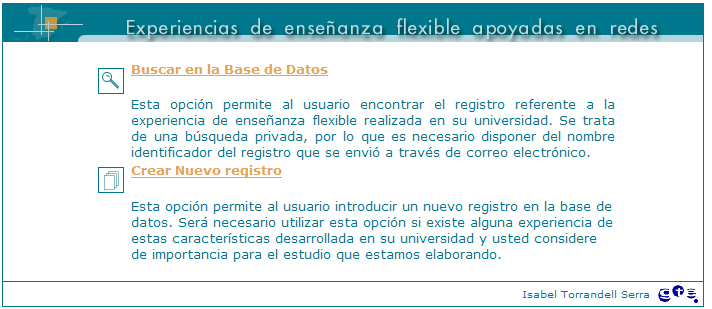 Experiencias de enseñanza flexible apoyadas en redes
Buscar en la Base de Datos
Esta opción permite al usuario encontrar el registro referente a la
experiencia de enseñanza flexible realizada en su universidad. Se trata
de una búsqueda privada, por lo que es necesario disponer del nombre
identificador del registro que se envió a través de correo electrónico.
Crear Nuevo registro
Esta opción permite al usuario introducir un nuevo registro en la base de
datos. Será necesario utilizar esta opción si existe alguna experiencia de
estas características desarrollada en su universidad y usted considere
de importancia para el estudio que estamos elaborando.
Isabel Torrandell Serra gte